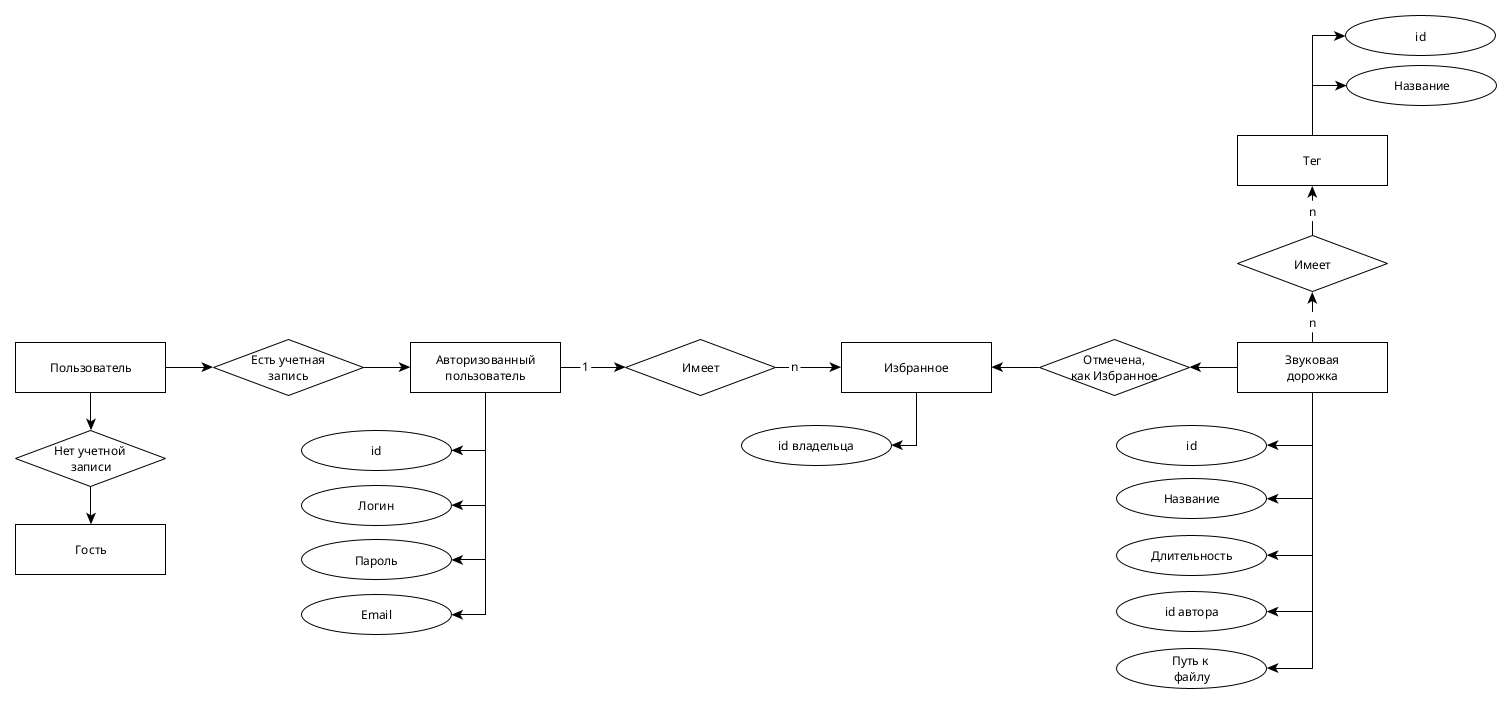 id
Название
Тег
n
Имеет
n
Пользователь
Есть учетная
запись
Авторизованный
пользователь
1
Имеет
n
Избранное
Отмечена,
как Избранное
Звуковая
дорожка
Нет учетной
записи
Гость
id
Логин
Пароль
Email
id владельца
id
Название
Длительность
id автора
Путь к
файлу